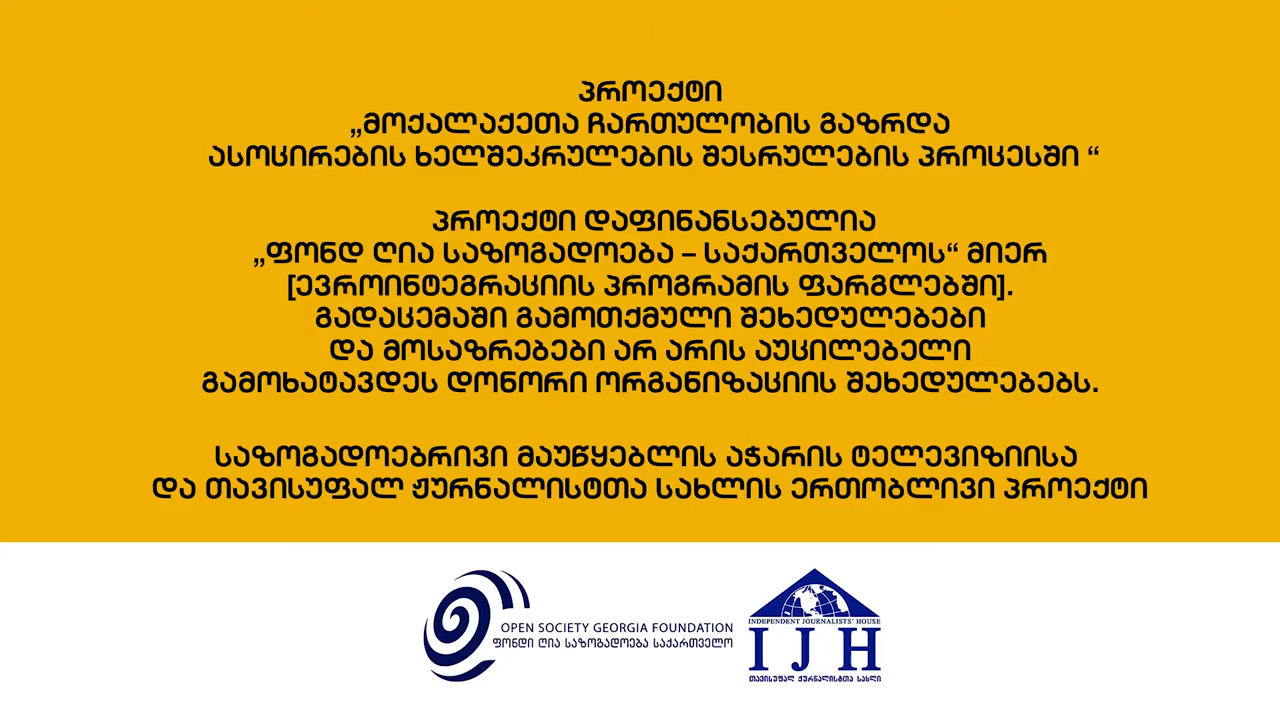 პროექტი
„მოქალაქეთა ჩართულობის გაზრდა
ასოცირების ხელშეკრულების შესრულების პროცესში “
პროექტი დაფინანსებულია
„ფონდ ღია საზოგადოება – საქართველოს“ მიერ
[ევროინტეგრაციის პროგრამის ფარგლებში].
გადაცემაში გამოთქმული შეხედულებები
და მოსაზრებები არ არის აუცილებელი
გამოხატავდეს დონორი ორგანიზაციის შეხედულებებს.
საზოგადოებრივი მაუწყებლის აჭარის ტელევიზიისა
და თავისუფალ ჟურნალისტთა სახლის ერთობლივი პროექტი
OPEN SOCIETY GEORGIA FOUNDATION
ფონდი ღია საზოგადოება საქართველო
INDEPENDENT JOURNALISTS' HOUSE
IJH
თავისუფალ ჟურნალისტთა სახლი